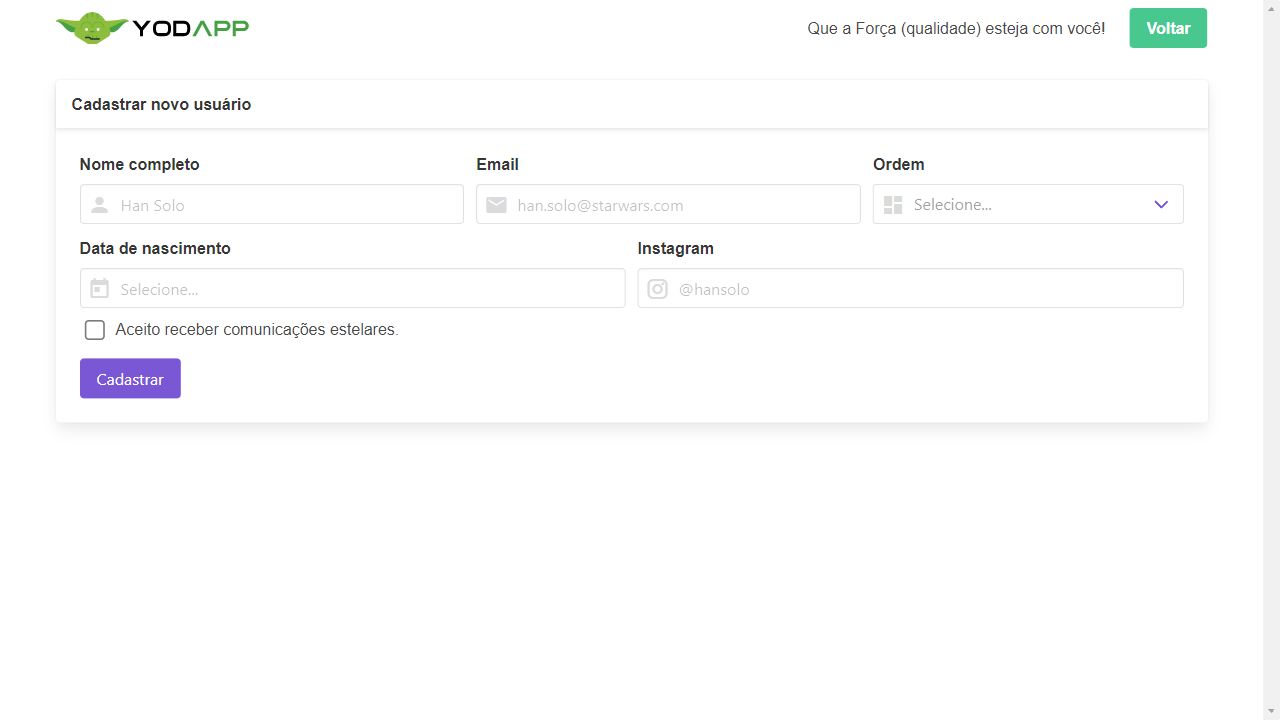 YODAPP
Que a Força (qualidade) esteja com você!
Voltar
Cadastrar novo usuário
Nome completo
Email
Ordem
Han Solo
han.solo@starwars.com
Selecione...
Data de nascimento
Instagram
Selecione...
@hansolo
Aceito receber comunicações estelares.
Cadastrar